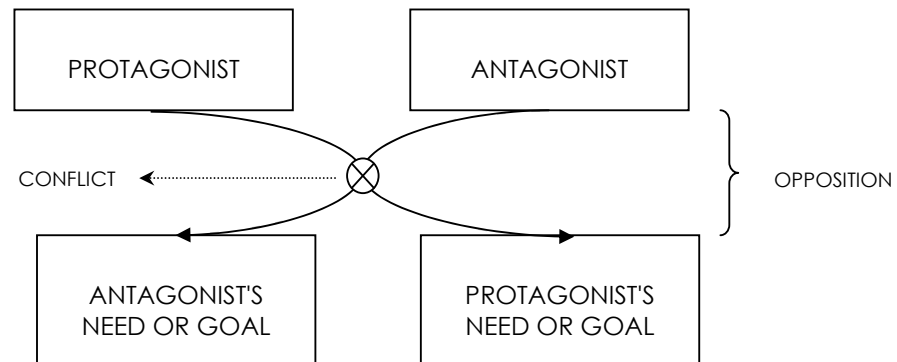 PROTAGONIST
ANTAGONIST
CONFLICT
OPPOSITION
ANTAGONIST'S
NEED OR GOAL
PROTAGONIST'S
NEED OR GOAL